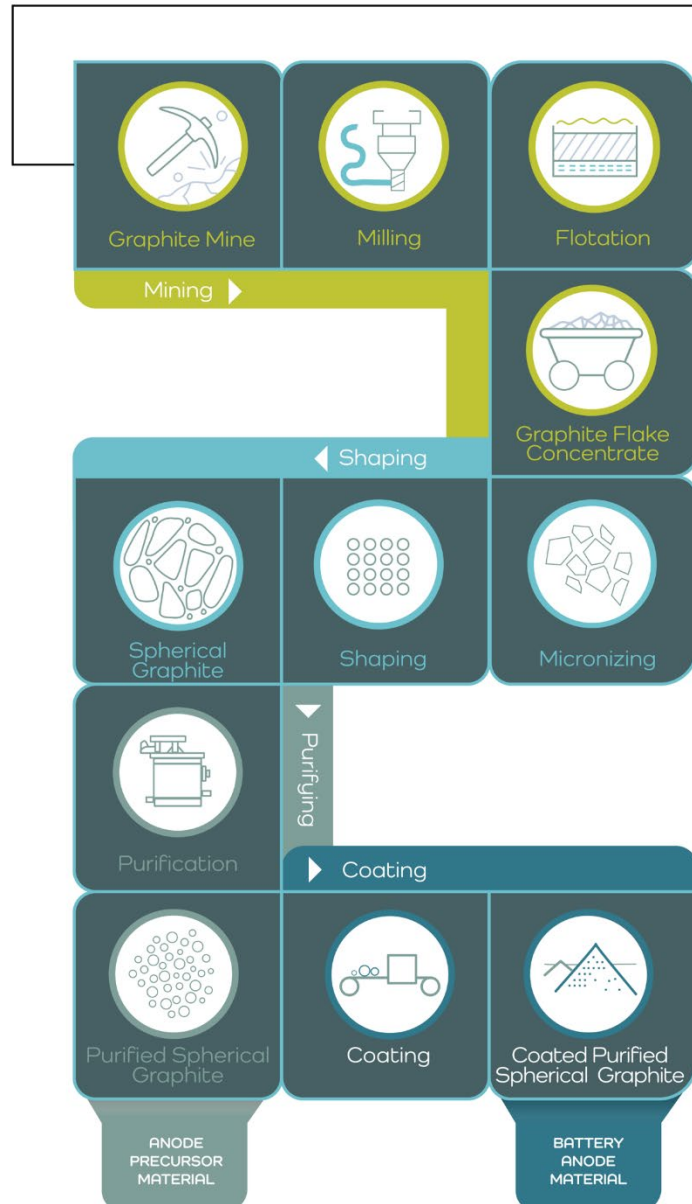 Graphite Mine
Milling
Flotation
Mining
Graphite Flake
Concentrate
Shaping
Spherical
Graphite
Shaping
Micronizing
Purifying
Purification
Coating
Purified Spherical
Graphite
Coating
Coated Purified
Spherical Graphite
ANODE
PRECURSOR
MATERIAL
BATTERY
ANODE
MATERIAL